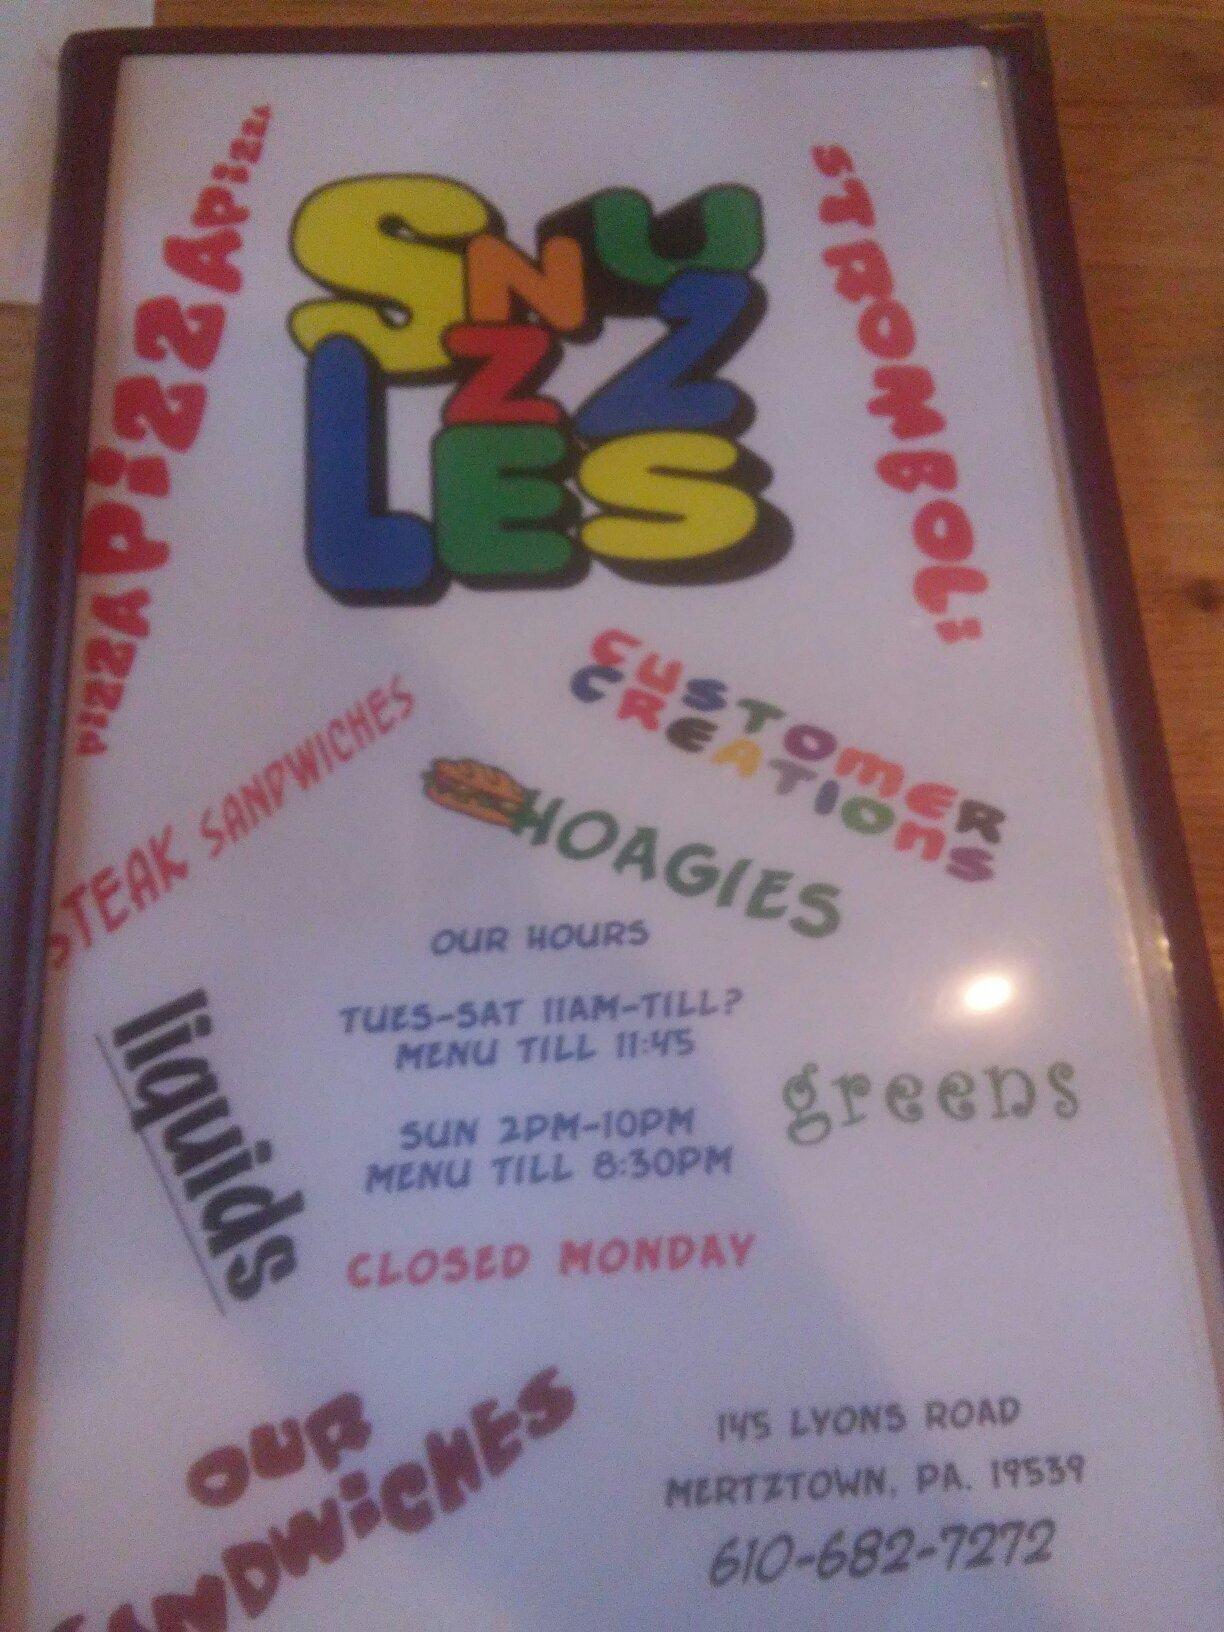 PIZZAPIZZAPIZZ
SNUZZLES
STROMBOLI
CUSTOMER
CREATIONS
STEAK SANDWICHES
HOAGIES
OUR HOURS
TUES-SAT 11AM-TILL?
MENU TILL 11:45
liquids
greens
SUN 2PM-10PM
MENU TILL 8:30PM
CLOSED MONDAY
OUR
SANDWICHES
145 LYONS ROAD
MERTZTOWN, PA. 19539
610-682-7272